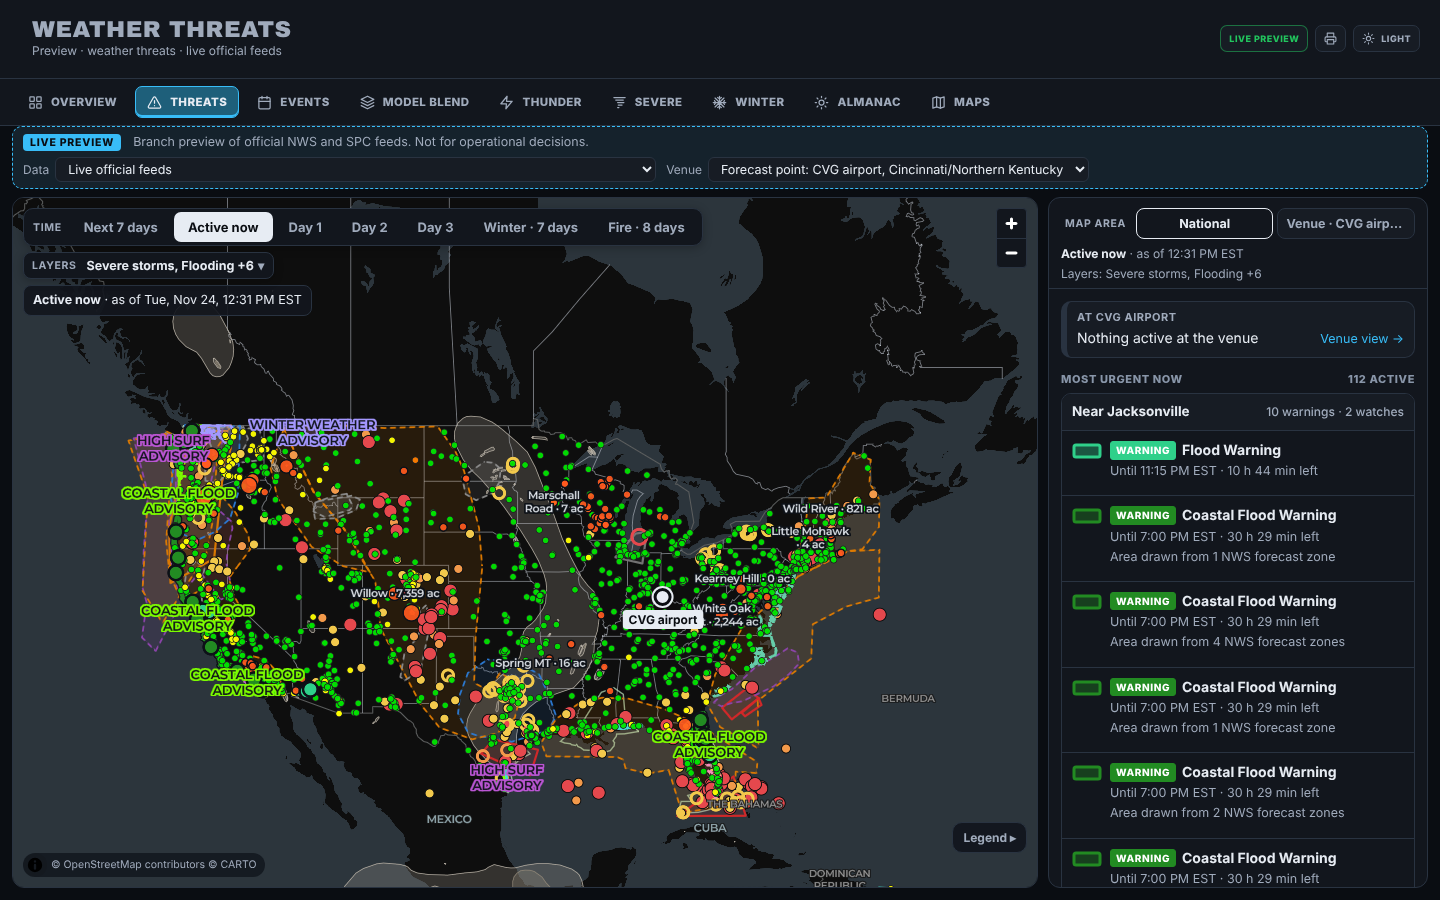 WEATHER THREATS
Preview · weather threats · live official feeds
LIVE PREVIEW
LIGHT
OVERVIEW
THREATS
EVENTS
MODEL BLEND
THUNDER
SEVERE
WINTER
ALMANAC
MAPS
LIVE PREVIEW Branch preview of official NWS and SPC feeds. Not for operational decisions.
Data Live official feeds Venue Forecast point: CVG airport, Cincinnati/Northern Kentucky
TIME Next 7 days Active now Day 1 Day 2 Day 3 Winter · 7 days Fire · 8 days
LAYERS Severe storms, Flooding +6 ▾
Active now · as of Tue, Nov 24, 12:31 PM EST
+
−
WINTER WEATHER
ADVISORY
HIGH SURF
ADVISORY
COASTAL FLOOD
ADVISORY
Marschall
Road · 7 ac
Wild River · 821 ac
Little Mohawk
· 4 ac
Kearney Hill · 0 ac
Willow · 7,359 ac
White Oak
· 2,244 ac
CVG airport
COASTAL FLOOD
ADVISORY
Spring MT · 16 ac
COASTAL FLOOD
ADVISORY
BERMUDA
COASTAL FLOOD
ADVISORY
HIGH SURF
ADVISORY
THE BAHAMAS
MEXICO
CUBA
DOMINICAN
REPUBLIC
Legend ▸
© OpenStreetMap contributors © CARTO
MAP AREA National Venue · CVG airp...
Active now · as of 12:31 PM EST
Layers: Severe storms, Flooding +6
AT CVG AIRPORT
Nothing active at the venue Venue view →
MOST URGENT NOW 112 ACTIVE
Near Jacksonville 10 warnings · 2 watches
WARNING Flood Warning
Until 11:15 PM EST · 10 h 44 min left
WARNING Coastal Flood Warning
Until 7:00 PM EST · 30 h 29 min left
Area drawn from 1 NWS forecast zone
WARNING Coastal Flood Warning
Until 7:00 PM EST · 30 h 29 min left
Area drawn from 4 NWS forecast zones
WARNING Coastal Flood Warning
Until 7:00 PM EST · 30 h 29 min left
Area drawn from 1 NWS forecast zone
WARNING Coastal Flood Warning
Until 7:00 PM EST · 30 h 29 min left
Area drawn from 2 NWS forecast zones
WARNING Coastal Flood Warning
Until 7:00 PM EST · 30 h 29 min left